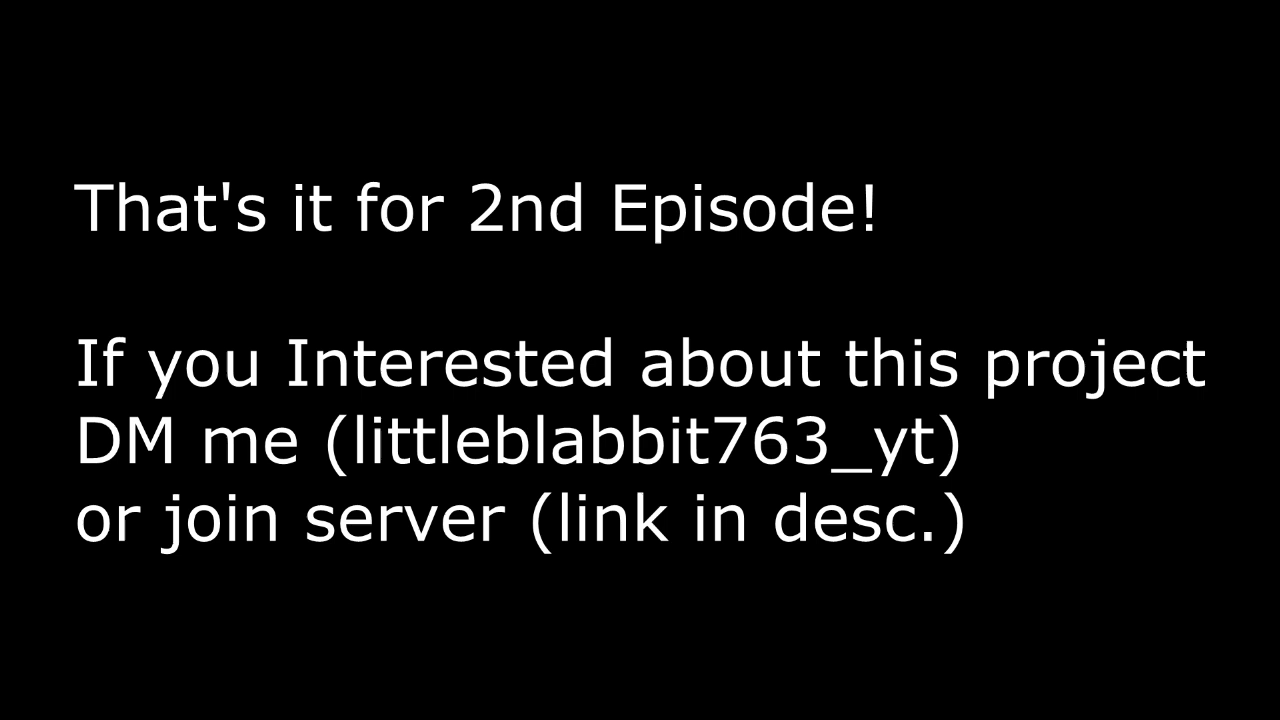 That's it for 2nd Episode!
If you Interested about this project
DM me (littleblabbit763_yt)
or join server (link in desc.)